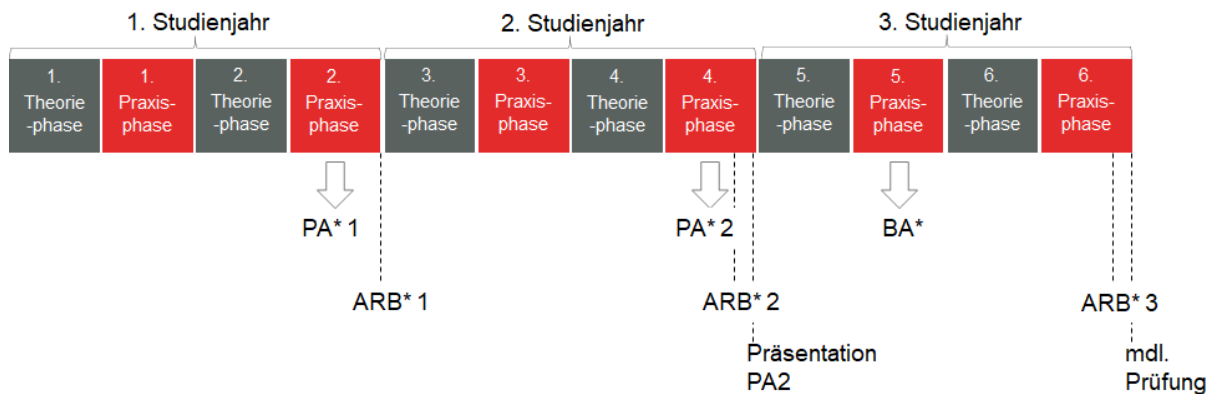 1. Studienjahr
2. Studienjahr
3. Studienjahr
1.
Theorie
-phase
1.
Praxis-
phase
2.
Theorie
-phase
2.
Praxis-
phase
3.
Theorie
-phase
3.
Praxis-
phase
4.
Theorie
-phase
4.
Praxis-
phase
5.
Theorie
-phase
5.
Praxis-
phase
6.
Theorie
-phase
6.
Praxis-
phase
PA* 1
PA* 2
BA*
ARB* 1
ARB* 2
ARB* 3
Präsentation
PA2
mdl.
Prüfung